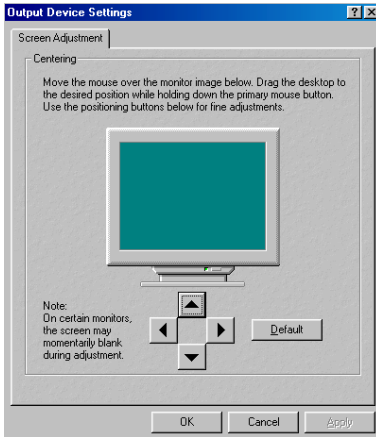 Output Device Settings
Screen Adjustment
Centering
Move the mouse over the monitor image below. Drag the desktop to
the desired position while holding down the primary mouse button.
Use the positioning buttons below for fine adjustments.
Note:
On certain monitors,
the screen may
momentarily blank
during adjustment.
Default
OK
Cancel
Apply